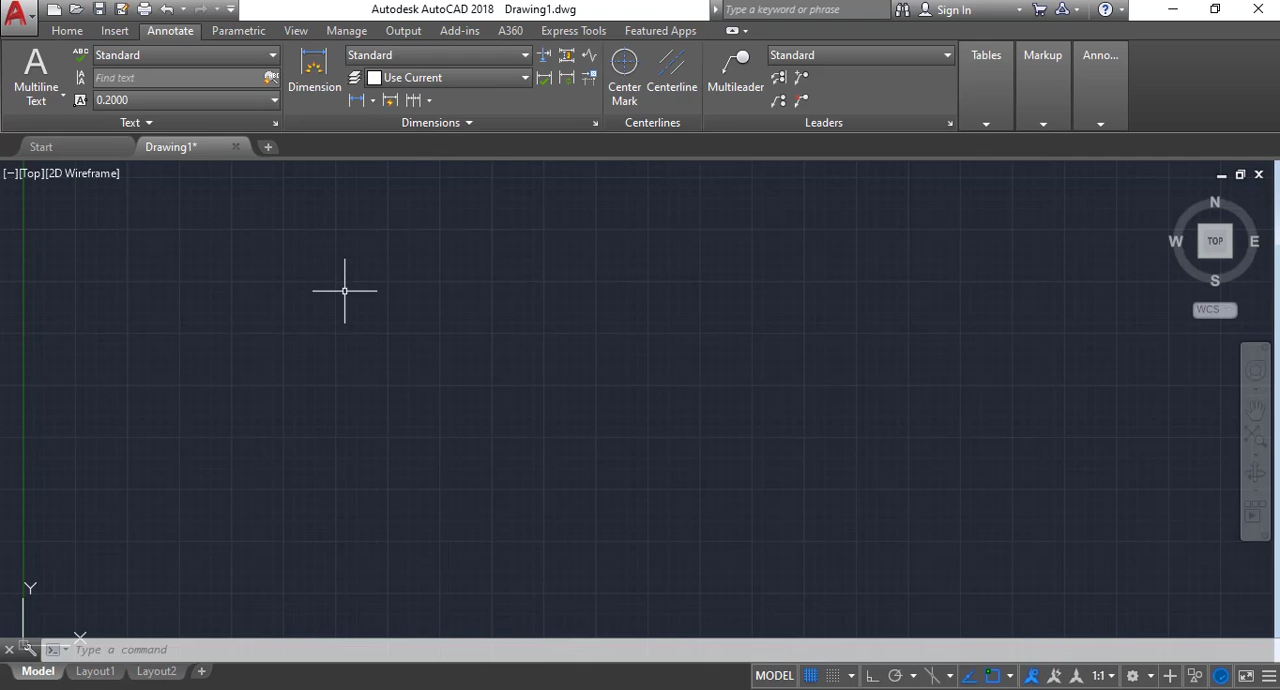 Autodesk AutoCAD 2018 Drawing1.dwg
Type a keyword or phrase
Sign In
Home Insert Annotate Parametric View Manage Output Add-ins A360 Express Tools Featured Apps
Standard
Find text
0.2000
Multiline
Text
Text
Dimension
Standard
Use Current
Dimensions
Center
Mark
Centerline
Centerlines
Multileader
Standard
Leaders
Tables
Markup
Anno...
Start
Drawing1*
[−][Top][2D Wireframe]
N
W
TOP
E
S
WCS
Y
X
Type a command
Model Layout1 Layout2
MODEL
1:1